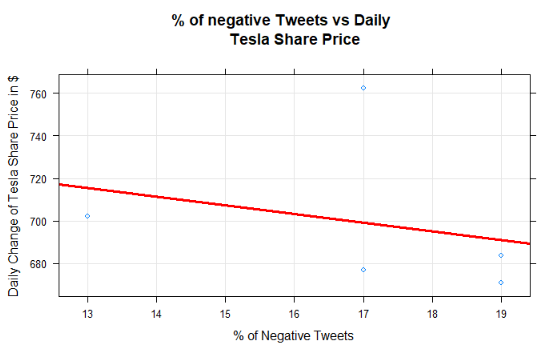 % of negative Tweets vs Daily
Tesla Share Price
Daily Change of Tesla Share Price in $
760
740
720
700
680
13 14 15 16 17 18 19
% of Negative Tweets